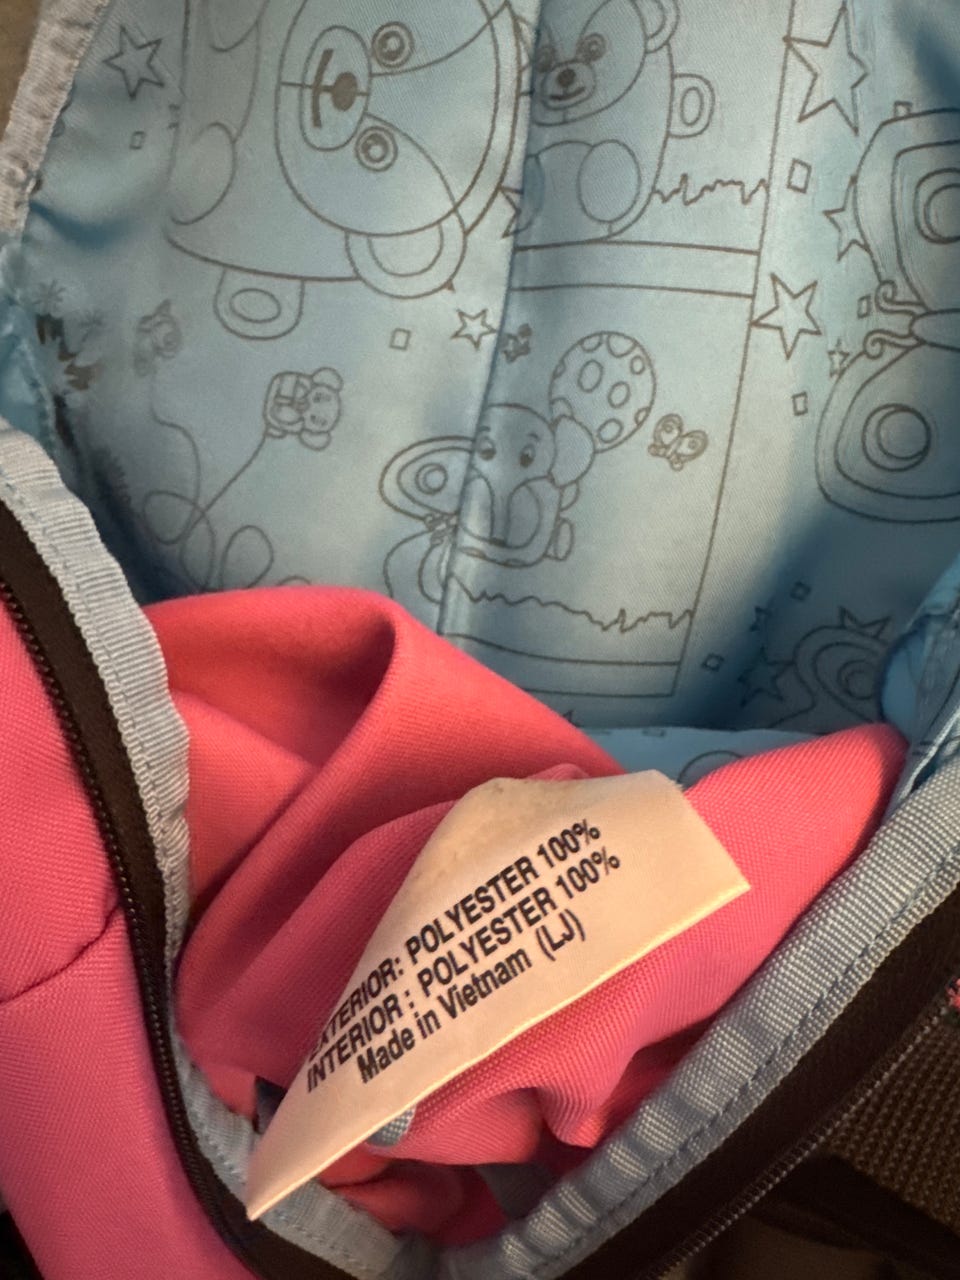 EXTERIOR: POLYESTER 100%
INTERIOR : POLYESTER 100%
Made in Vietnam (LJ)